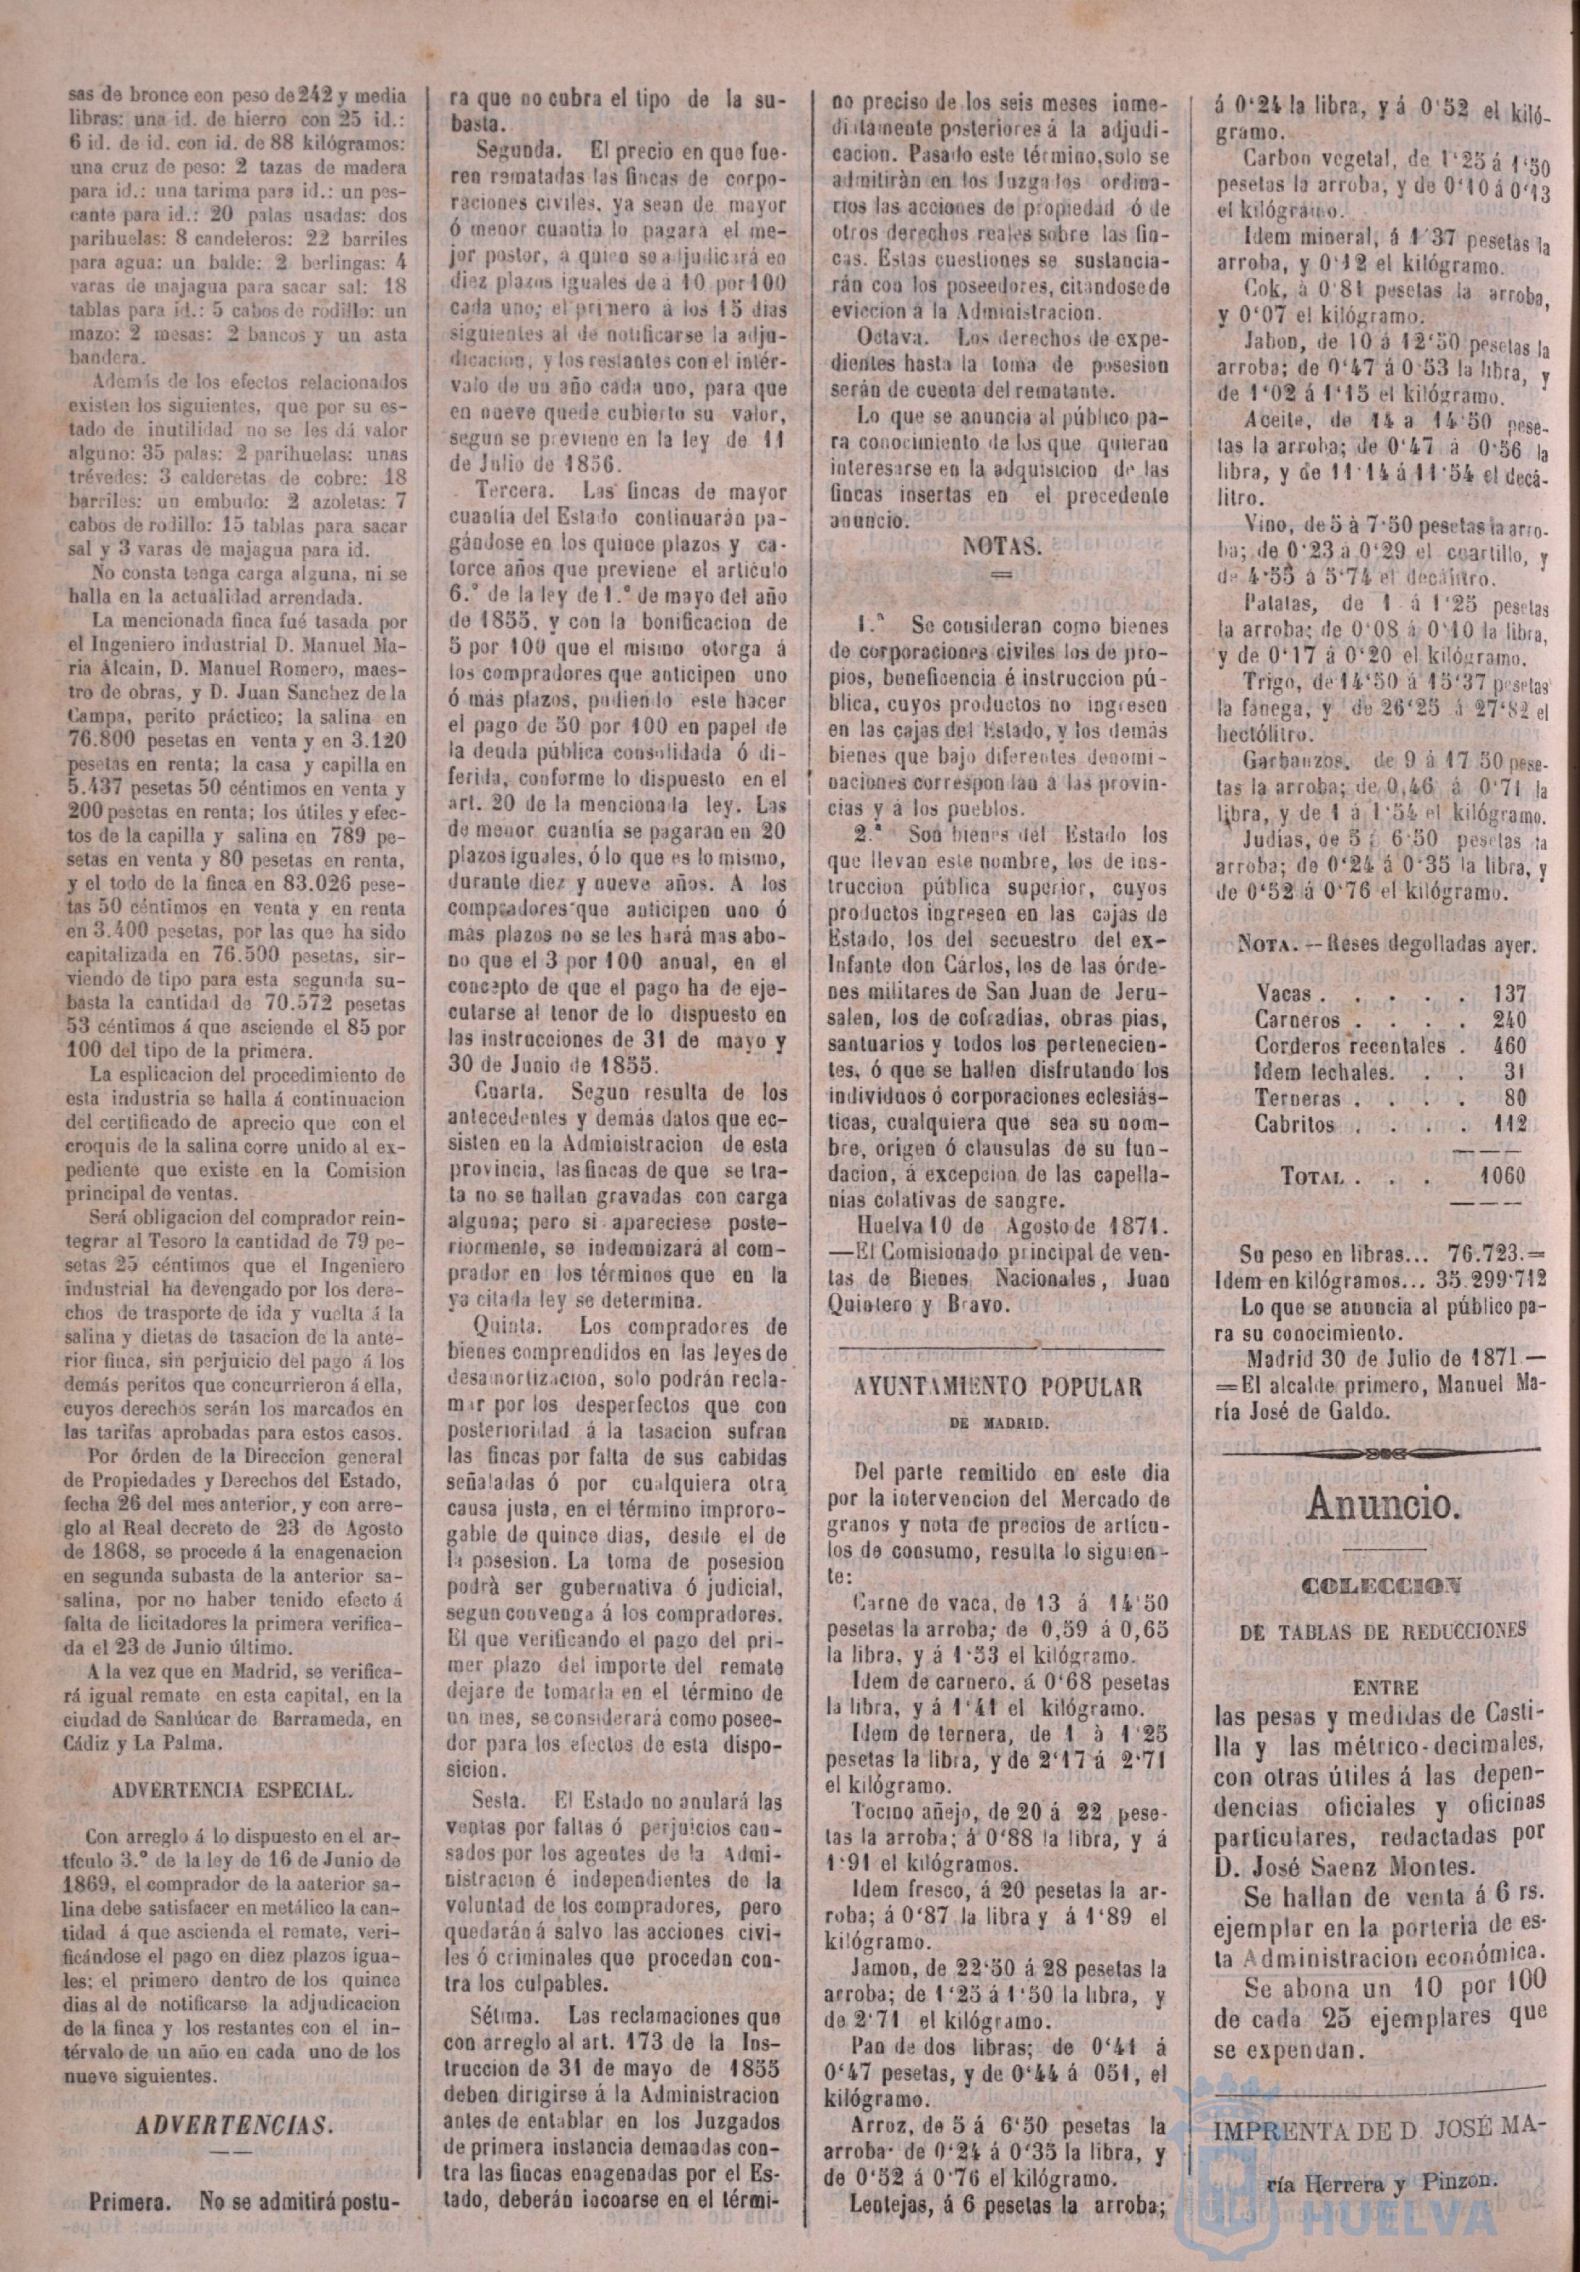 sas de bronce con peso de 242 y media
libras: una id. de hierro con 25 id.:
6 id. de id. con id. de 88 kilógramos:
una cruz de peso: 2 tazas de madera
para id.: una tarima para id.: un pes-
cante para id.: 20 palas usadas: dos
parihuelas: 8 candeleros: 22 barriles
para agua: un balde: 2 berlingas: 4
varas de majagua para sacar sal: 18
tablas para id.: 5 cabos de rodillo: un
mazo: 2 mesas: 2 bancos y un asta
bandera.
Además de los efectos relacionados
existen los siguientes, que por su es-
tado de inutilidad no se les dá valor
alguno: 35 palas: 2 parihuelas: unas
trévedes: 3 calderetas de cobre: 18
barriles: un embudo: 2 azoletas: 7
cabos de rodillo: 15 tablas para sacar
sal y 3 varas de majagua para id.
No consta tenga carga alguna, ni se
halla en la actualidad arrendada.
La mencionada finca fué tasada por
el Ingeniero industrial D. Manuel Ma-
ria Alcain, D. Manuel Romero, maes-
tro de obras, y D. Juan Sanchez de la
Campa, perito práctico; la salina en
76.800 pesetas en venta y en 3.120
pesetas en renta; la casa y capilla en
5.437 pesetas 50 céntimos en venta y
200 pesetas en renta; los útiles y efec-
tos de la capilla y salina en 789 pe-
setas en venta y 80 pesetas en renta,
y el todo de la finca en 83.026 pese-
tas 50 céntimos en venta y en renta
en 3.400 pesetas, por las que ha sido
capitalizada en 76.500 pesetas, sir-
viendo de tipo para esta segunda su-
basta la cantidad de 70.572 pesetas
53 céntimos á que asciende el 85 por
100 del tipo de la primera.
La esplicacion del procedimiento de
esta industria se halla á continuacion
del certificado de aprecio que con el
croquis de la salina corre unido al ex-
pediente que existe en la Comision
principal de ventas.
Será obligacion del comprador rein-
tegrar al Tesoro la cantidad de 79 pe-
setas 25 céntimos que el Ingeniero
industrial ha devengado por los dere-
chos de trasporte de ida y vuelta á la
salina y dietas de tasacion de la ante-
rior finca, sin perjuicio del pago á los
demás peritos que concurrieron á ella,
cuyos derechos serán los marcados en
las tarifas aprobadas para estos casos.
Por órden de la Direccion general
de Propiedades y Derechos del Estado,
fecha 26 del mes anterior, y con arre-
glo al Real decreto de 23 de Agosto
de 1868, se procede á la enagenacion
en segunda subasta de la anterior sa-
salina, por no haber tenido efecto á
falta de licitadores la primera verifica-
da el 23 de Junio último.
A la vez que en Madrid, se verifica-
rá igual remate en esta capital, en la
ciudad de Sanlúcar de Barrameda, en
Cádiz y La Palma.
ADVERTENCIA ESPECIAL.
Con arreglo á lo dispuesto en el ar-
tículo 3.º de la ley de 16 de Junio de
1869, el comprador de la anterior sa-
lina debe satisfacer en metálico la can-
tidad á que ascienda el remate, veri-
ficándose el pago en diez plazos igua-
les: el primero dentro de los quince
dias al de notificarse la adjudicacion
de la finca y los restantes con el in-
térvalo de un año en cada uno de los
nueve siguientes.
ADVERTENCIAS.
Primera. No se admitirá postu-
ra que no cubra el tipo de la su-
basta.
Segunda. El precio en que fue-
ren rematadas las fincas de corpo-
raciones civiles, ya sean de mayor
ó menor cuantia lo pagará el me-
jor postor, á quien se adjudicará en
diez plazos iguales de á 10 por 100
cada uno; el primero á los 15 dias
siguientes al de notificarse la adju-
dicacion, y los restantes con el intér-
valo de un año cada uno, para que
en nueve quede cubierto su valor,
segun se previene en la ley de 11
de Julio de 1856.
Tercera. Las fincas de mayor
cuantía del Estado continuarán pa-
gándose en los quince plazos y ca-
torce años que previene el artículo
6.º de la ley de 1.º de mayo del año
de 1855, y con la bonificacion de
5 por 100 que el mismo otorga á
los compradores que anticipen uno
ó más plazos, pudiendo este hacer
el pago de 50 por 100 en papel de
la deuda pública consolidada ó di-
ferida, conforme lo dispuesto en el
art. 20 de la mencionada ley. Las
de menor cuantía se pagaran en 20
plazos iguales, ó lo que es lo mismo,
durante diez y nueve años. A los
compradores que anticipen uno ó
más plazos no se les hará mas abo-
no que el 3 por 100 anual, en el
concepto de que el pago ha de eje-
cutarse al tenor de lo dispuesto en
las instrucciones de 31 de mayo y
30 de Junio de 1855.
Cuarta. Segun resulta de los
antecedentes y demás datos que ec-
sisten en la Administracion de esta
provincia, las fincas de que se tra-
ta no se hallan gravadas con carga
alguna; pero si apareciese poste-
riormente, se indemnizará al com-
prador en los términos que en la
ya citada ley se determina.
Quinta. Los compradores de
bienes comprendidos en las leyes de
desamortizacion, solo podrán recla-
mar por los desperfectos que con
posterioridad á la tasacion sufran
las fincas por falta de sus cabidas
señaladas ó por cualquiera otra
causa justa, en el término improro-
gable de quince dias, desde el de
la posesion. La toma de posesion
podrà ser gubernativa ó judicial,
segun convenga á los compradores.
El que verificando el pago del pri-
mer plazo del importe del remate
dejare de tomarla en el término de
un mes, se considerará como posee-
dor para los efectos de esta dispo-
sicion.
Sesta. El Estado no anulará las
ventas por faltas ó perjuicios cau-
sados por los agentes de la Admi-
nistracion é independientes de la
voluntad de los compradores, pero
quedarán á salvo las acciones civi-
les ó criminales que procedan con-
tra los culpables.
Sétima. Las reclamaciones que
con arreglo al art. 173 de la Ins-
truccion de 31 de mayo de 1855
deben dirigirse á la Administracion
antes de entablar en los Juzgados
de primera instancia demandas con-
tra las fincas enagenadas por el Es-
tado, deberán incoarse en el térmi-
no preciso de los seis meses inme-
diatamente posteriores á la adjudi-
cacion. Pasado este término, solo se
admitiràn en los Juzgados ordina-
rios las acciones de propiedad ó de
otros derechos reales sobre las fin-
cas. Estas cuestiones se sustancia-
rán con los poseedores, citándose de
eviccion á la Administracion.
Octava. Los derechos de expe-
dientes hasta la toma de posesion
serán de cuenta del rematante.
Lo que se anuncia al público pa-
ra conocimiento de los que quieran
interesarse en la adquisicion de las
fincas insertas en el precedente
anuncio.
NOTAS.
1.ª Se consideran como bienes
de corporaciones civiles los de pro-
pios, beneficencia é instruccion pú-
blica, cuyos productos no ingresen
en las cajas del Estado, y los demás
bienes que bajo diferentes denomi-
naciones correspondan á las provin-
cias y á los pueblos.
2.ª Son bienes del Estado los
que llevan este nombre, los de ins-
truccion pública superior, cuyos
productos ingresen en las cajas de
Estado, los del secuestro del ex-
Infante don Cárlos, los de las órde-
nes militares de San Juan de Jeru-
salen, los de cofradias, obras pias,
santuarios y todos los pertenecien-
tes, ó que se hallen disfrutando los
individuos ó corporaciones eclesiás-
ticas, cualquiera que sea su nom-
bre, origen ó clausulas de su fun-
dacion, á excepcion de las capella-
nias colativas de sangre.
Huelva 10 de Agosto de 1871.
—El Comisionado principal de ven-
tas de Bienes Nacionales, Juan
Quintero y Bravo.
AYUNTAMIENTO POPULAR
DE MADRID.
Del parte remitido en este dia
por la intervencion del Mercado de
granos y nota de precios de artícu-
los de consumo, resulta lo siguien-
te:
Carne de vaca, de 13 á 14'50
pesetas la arroba; de 0,59 á 0,65
la libra, y á 1'53 el kilógramo.
Idem de carnero, á 0'68 pesetas
la libra, y á 1'41 el kilógramo.
Idem de ternera, de 1 à 1'25
pesetas la libra, y de 2'17 á 2'71
el kilógramo.
Tocino añejo, de 20 á 22 pese-
tas la arroba; á 0'88 la libra, y á
1'91 el kilógramos.
Idem fresco, á 20 pesetas la ar-
roba; á 0'87 la libra y á 1'89 el
kilógramo.
Jamon, de 22'50 á 28 pesetas la
arroba; de 1'25 á 1'50 la libra, y
de 2'71 el kilógramo.
Pan de dos libras; de 0'41 á
0'47 pesetas, y de 0'44 á 051, el
kilógramo.
Arroz, de 5 á 6'50 pesetas la
arroba· de 0'24 á 0'35 la libra, y
de 0'52 á 0'76 el kilógramo.
Lentejas, á 6 pesetas la arroba;
á 0'24 la libra, y á 0'52 el kiló-
gramo.
Carbon vegetal, de 1'25 á 1'50
pesetas la arroba, y de 0'10 á 0'13
el kilógramo.
Idem mineral, á 1'37 pesetas la
arroba, y 0'12 el kilógramo.
Cok, à 0'81 pesetas la arroba,
y 0'07 el kilógramo.
Jabon, de 10 á 12'50 pesetas la
arroba; de 0'47 á 0'53 la libra, y
de 1'02 á 1'15 el kilógramo.
Aceite, de 14 a 14'50 pese-
tas la arroba; de 0'47 á 0'56 la
libra, y de 11'14 á 11'54 el decá-
litro.
Vino, de 5 à 7'50 pesetas la arro-
ba; de 0'23 á 0'29 el cuartillo, y
de 4'55 á 5'74 el decálitro.
Patatas, de 1 á 1'25 pesetas
la arroba; de 0'08 á 0'10 la libra,
y de 0'17 á 0'20 el kilógramo.
Trigo, de 14'50 á 15'37 pesetas
la fanega, y de 26'25 á 27'82 el
hectólitro.
Garbanzos, de 9 á 17 50 pese-
tas la arroba; de 0,46 á 0'71 la
libra, y de 1 á 1'54 el kilógramo.
Judias, de 5 á 6'50 pesetas la
arroba; de 0'24 á 0'35 la libra, y
de 0'52 á 0'76 el kilógramo.
NOTA.—Reses degolladas ayer.
Vacas . . . . . 137
Carneros . . . . 240
Corderos recentales . 460
Idem lechales. . . 31
Terneras . . . . 80
Cabritos . . . . 112
TOTAL . . . 1060
Su peso en libras... 76.723.=
Idem en kilógramos... 35.299'712
Lo que se anuncia al público pa-
ra su conocimiento.
Madrid 30 de Julio de 1871.—
=El alcalde primero, Manuel Ma-
ría José de Galdo.
Anuncio.
COLECCION
DE TABLAS DE REDUCCIONES
ENTRE
las pesas y medidas de Casti-
lla y las métrico-decimales,
con otras útiles á las depen-
dencias oficiales y oficinas
particulares, redactadas por
D. José Saenz Montes.
Se hallan de venta á 6 rs.
ejemplar en la porteria de es-
ta Administracion económica.
Se abona un 10 por 100
de cada 25 ejemplares que
se expendan.
IMPRENTA DE D. JOSÉ MA-
ría Herrera y Pinzon.
HUELVA